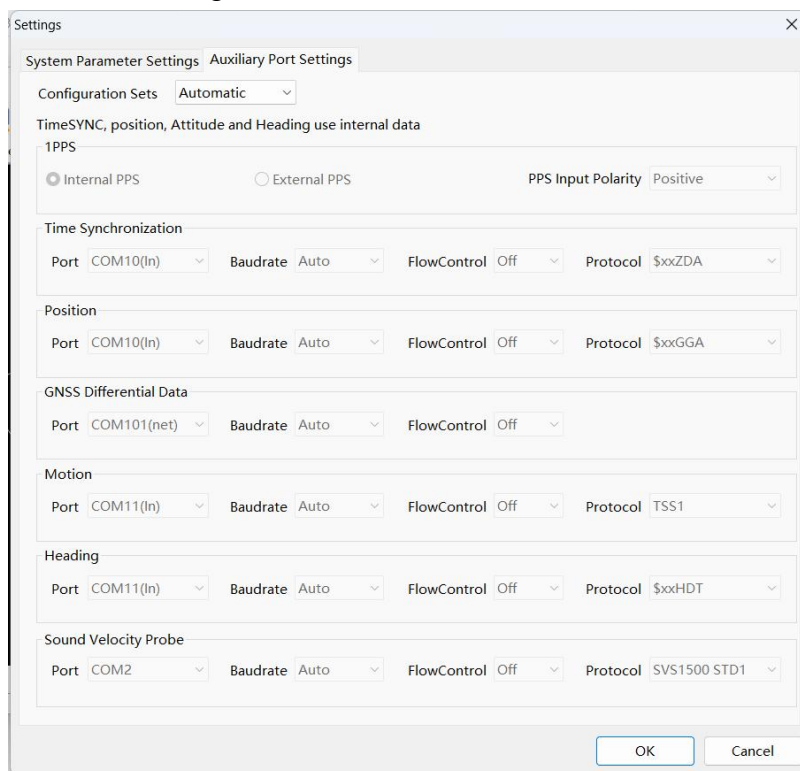 Settings
System Parameter Settings Auxiliary Port Settings
Configuration Sets Automatic
TimeSYNC, position, Attitude and Heading use internal data
1PPS
Internal PPS External PPS PPS Input Polarity Positive
Time Synchronization
Port COM10(In) Baudrate Auto FlowControl Off Protocol $xxZDA
Position
Port COM10(In) Baudrate Auto FlowControl Off Protocol $xxGGA
GNSS Differential Data
Port COM101(net) Baudrate Auto FlowControl Off
Motion
Port COM11(In) Baudrate Auto FlowControl Off Protocol TSS1
Heading
Port COM11(In) Baudrate Auto FlowControl Off Protocol $xxHDT
Sound Velocity Probe
Port COM2 Baudrate Auto FlowControl Off Protocol SVS1500 STD1
OK Cancel